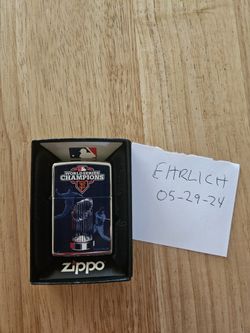 WORLD SERIES
CHAMPIONS
zippo
EHRLICH
05-29-24